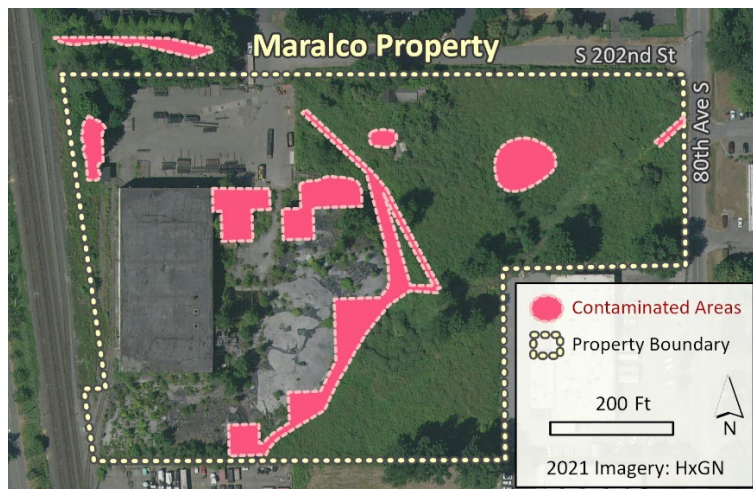 Maralco Property
S 202nd St
80th Ave S
Contaminated Areas
Property Boundary
200 Ft
N
2021 Imagery: HxGN